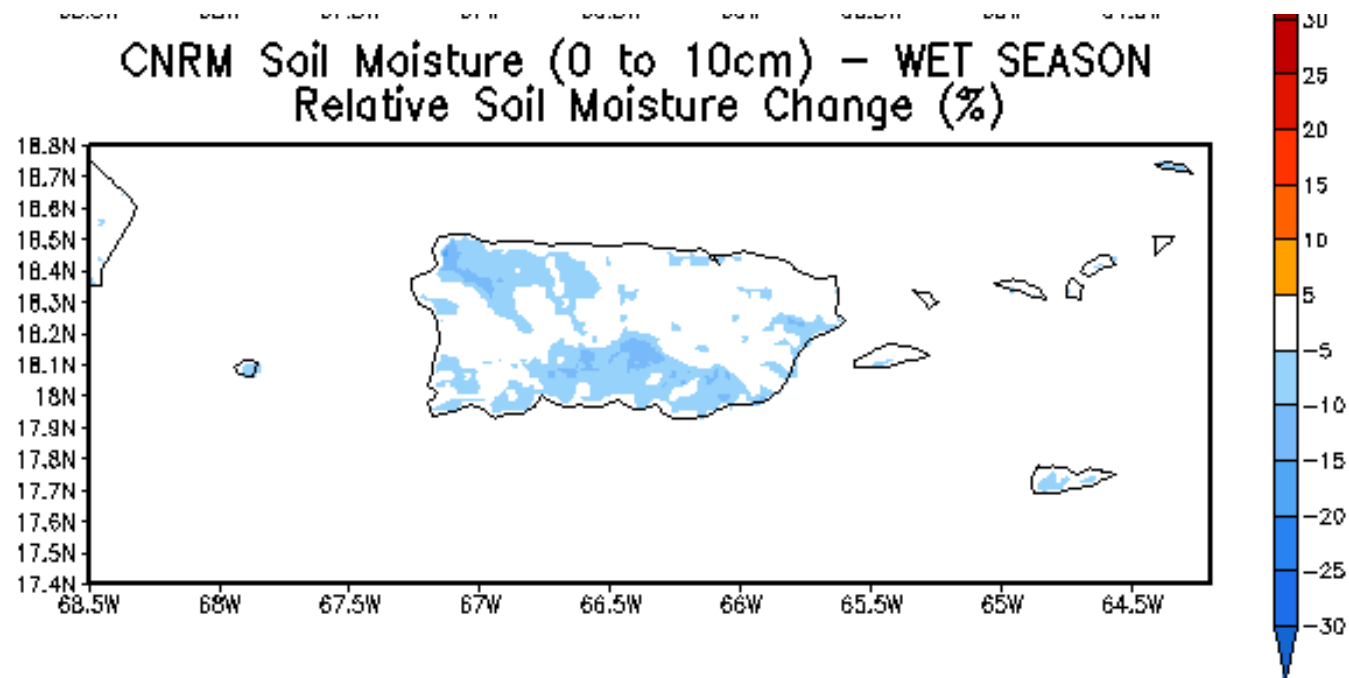 30
CNRM Soil Moisture (0 to 10cm) – WET SEASON
Relative Soil Moisture Change (%)
25
20
15
10
5
−5
−10
−15
−20
−25
−30
18.8N
18.7N
18.6N
18.5N
18.4N
18.3N
18.2N
18.1N
18N
17.9N
17.8N
17.7N
17.6N
17.5N
17.4N
68.5W 68W 67.5W 67W 66.5W 66W 65.5W 65W 64.5W